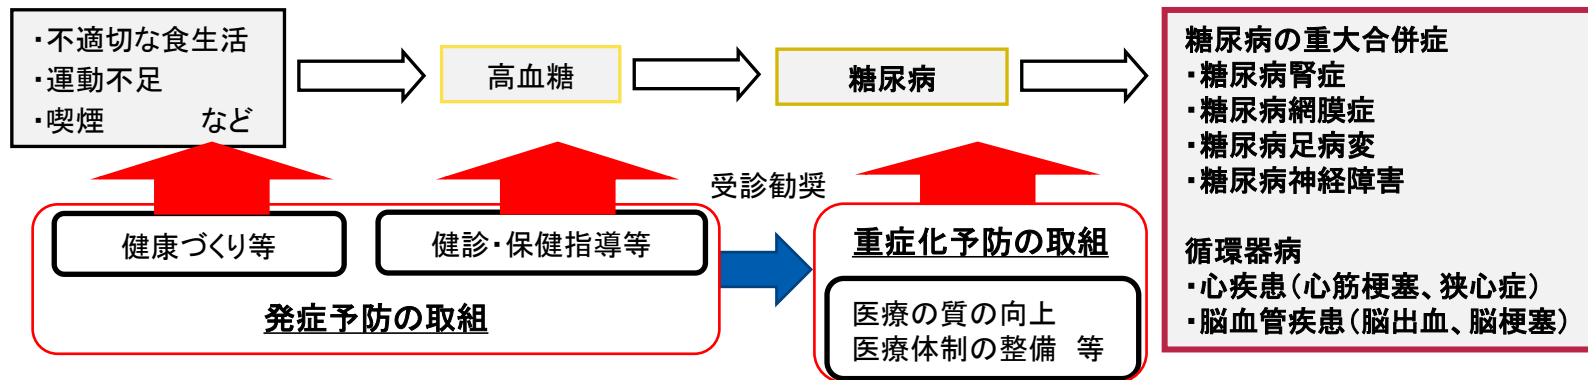 ・不適切な食生活
・運動不足
・喫煙　　　など
高血糖
糖尿病
糖尿病の重大合併症
・糖尿病腎症
・糖尿病網膜症
・糖尿病足病変
・糖尿病神経障害
循環器病
・心疾患（心筋梗塞、狭心症）
・脳血管疾患（脳出血、脳梗塞）
健康づくり等
健診・保健指導等
発症予防の取組
受診勧奨
重症化予防の取組
医療の質の向上
医療体制の整備　等